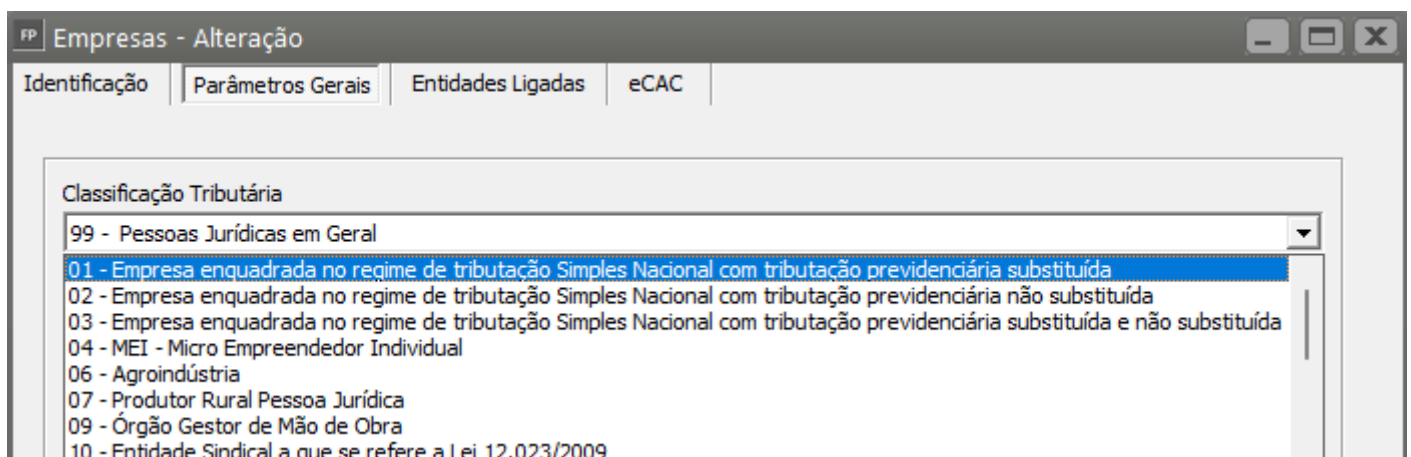 FP Empresas - Alteração
Identificação Parâmetros Gerais Entidades Ligadas eCAC
Classificação Tributária
99 - Pessoas Jurídicas em Geral
01 - Empresa enquadrada no regime de tributação Simples Nacional com tributação previdenciária substituída
02 - Empresa enquadrada no regime de tributação Simples Nacional com tributação previdenciária não substituída
03 - Empresa enquadrada no regime de tributação Simples Nacional com tributação previdenciária substituída e não substituída
04 - MEI - Micro Empreendedor Individual
06 - Agroindústria
07 - Produtor Rural Pessoa Jurídica
09 - Órgão Gestor de Mão de Obra
10 - Entidade Sindical a que se refere a Lei 12.023/2009